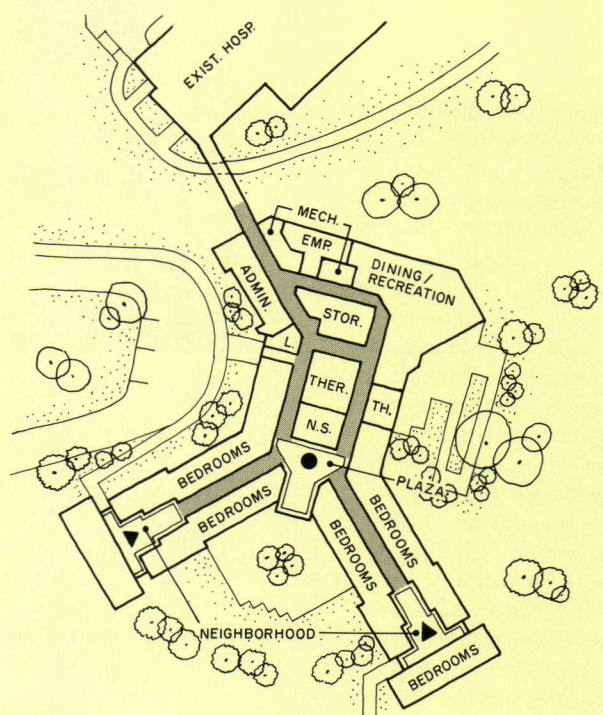 EXIST. HOSP.
MECH.
EMP.
DINING/
RECREATION
ADMIN.
STOR.
L.
THER.
TH.
N.S.
BEDROOMS
PLAZA
BEDROOMS
BEDROOMS
BEDROOMS
NEIGHBORHOOD
BEDROOMS